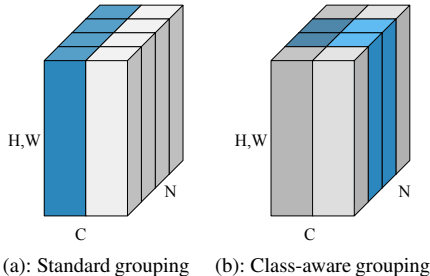 H,W
N
C
H,W
N
C
(a): Standard grouping
(b): Class-aware grouping